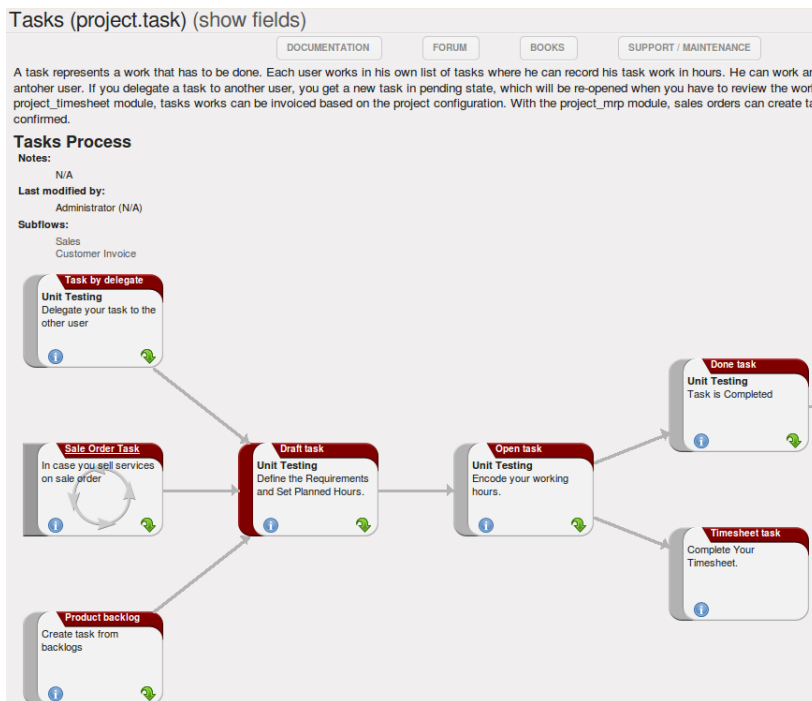 Tasks (project.task) (show fields)
DOCUMENTATION FORUM BOOKS SUPPORT / MAINTENANCE
A task represents a work that has to be done. Each user works in his own list of tasks where he can record his task work in hours. He can work an
antoher user. If you delegate a task to another user, you get a new task in pending state, which will be re-opened when you have to review the wor
project_timesheet module, tasks works can be invoiced based on the project configuration. With the project_mrp module, sales orders can create ta
confirmed.
Tasks Process
Notes:
N/A
Last modified by:
Administrator (N/A)
Subflows:
Sales
Customer Invoice
Task by delegate
Unit Testing
Delegate your task to the
other user
Done task
Unit Testing
Task is Completed
Sale Order Task
In case you sell services
on sale order
Draft task
Unit Testing
Define the Requirements
and Set Planned Hours.
Open task
Unit Testing
Encode your working
hours.
Timesheet task
Complete Your
Timesheet.
Product backlog
Create task from
backlogs